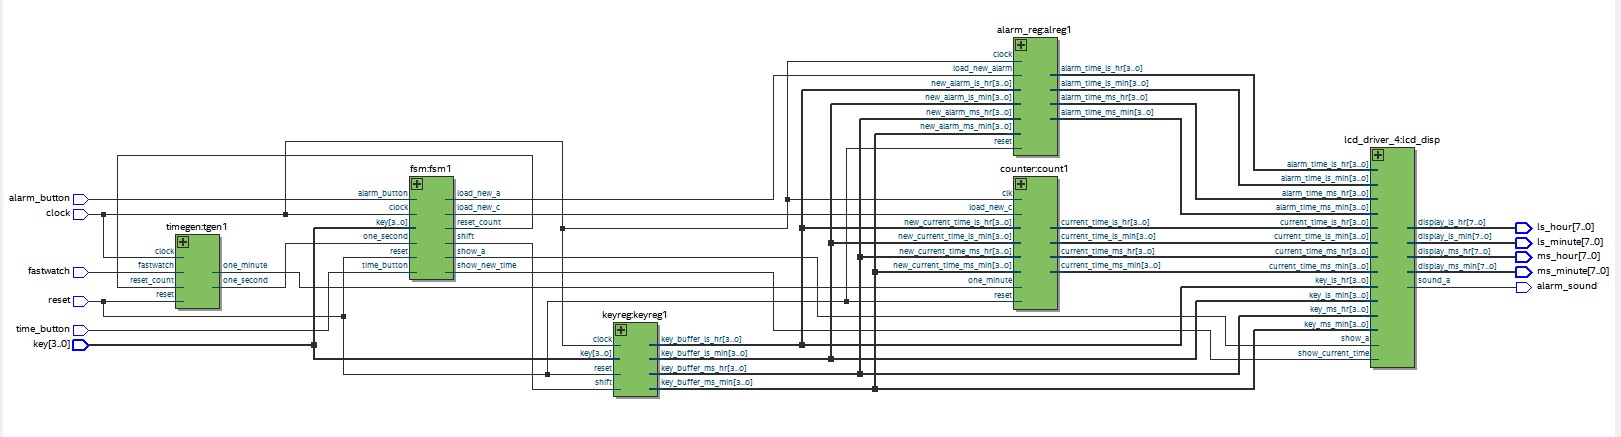 alarm_button
clock
fastwatch
reset
time_button
key[3..0]
timegen:tgen1
clock
fastwatch
reset_count
reset
one_minute
one_second
fsm:fsm1
alarm_button
clock
key[3..0]
one_second
reset
time_button
load_new_a
load_new_c
reset_count
shift
show_a
show_new_time
keyreg:keyreg1
clock
key[3..0]
reset
shift
key_buffer_ls_hr[3..0]
key_buffer_ls_min[3..0]
key_buffer_ms_hr[3..0]
key_buffer_ms_min[3..0]
alarm_reg:alreg1
clock
load_new_alarm
new_alarm_ls_hr[3..0]
new_alarm_ls_min[3..0]
new_alarm_ms_hr[3..0]
new_alarm_ms_min[3..0]
reset
alarm_time_ls_hr[3..0]
alarm_time_ls_min[3..0]
alarm_time_ms_hr[3..0]
alarm_time_ms_min[3..0]
counter:count1
clk
load_new_c
new_current_time_ls_hr[3..0]
new_current_time_ls_min[3..0]
new_current_time_ms_hr[3..0]
new_current_time_ms_min[3..0]
one_minute
reset
current_time_ls_hr[3..0]
current_time_ls_min[3..0]
current_time_ms_hr[3..0]
current_time_ms_min[3..0]
lcd_driver_4:lcd_disp
alarm_time_ls_hr[3..0]
alarm_time_ls_min[3..0]
alarm_time_ms_hr[3..0]
alarm_time_ms_min[3..0]
current_time_ls_hr[3..0]
current_time_ls_min[3..0]
current_time_ms_hr[3..0]
current_time_ms_min[3..0]
key_ls_hr[3..0]
key_ls_min[3..0]
key_ms_hr[3..0]
key_ms_min[3..0]
show_a
show_current_time
display_ls_hr[7..0]
display_ls_min[7..0]
display_ms_hr[7..0]
display_ms_min[7..0]
sound_a
ls_hour[7..0]
ls_minute[7..0]
ms_hour[7..0]
ms_minute[7..0]
alarm_sound